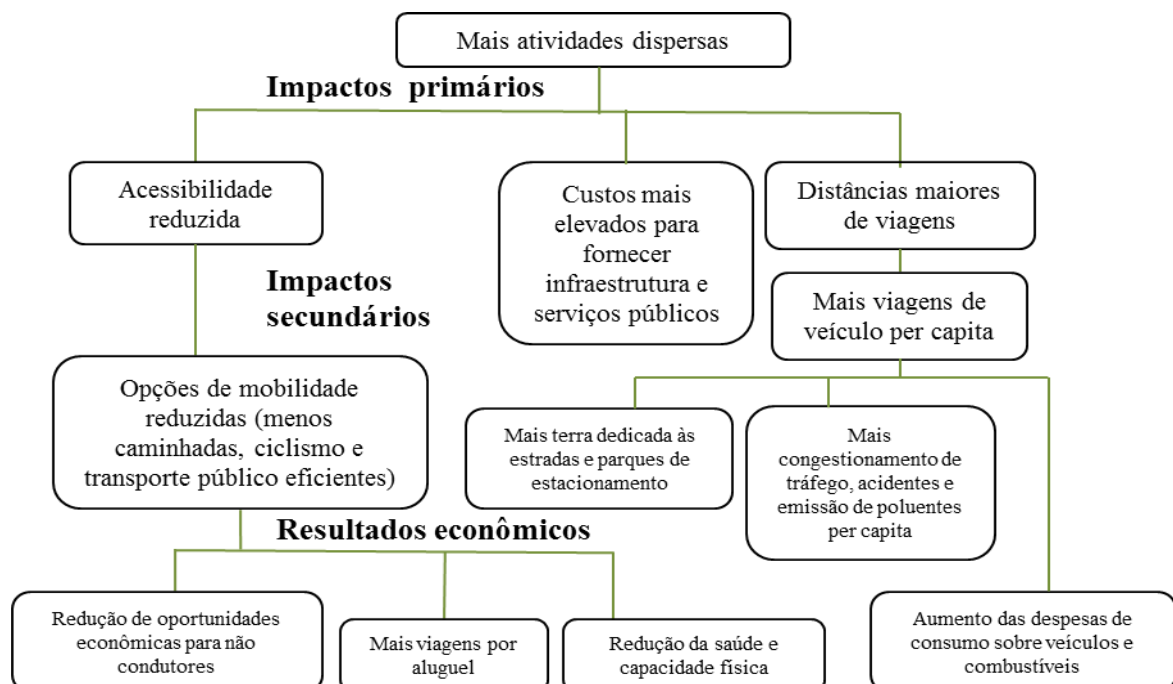 Mais atividades dispersas
Impactos primários
Acessibilidade
reduzida
Custos mais
elevados para
fornecer
infraestrutura e
serviços públicos
Distâncias maiores
de viagens
Impactos
secundários
Mais viagens de
veículo per capita
Opções de mobilidade
reduzidas (menos
caminhadas, ciclismo e
transporte público eficientes)
Mais terra dedicada às
estradas e parques de
estacionamento
Mais
congestionamento de
tráfego, acidentes e
emissão de poluentes
per capita
Resultados econômicos
Redução de oportunidades
econômicas para não
condutores
Mais viagens por
aluguel
Redução da saúde e
capacidade física
Aumento das despesas de
consumo sobre veículos e
combustíveis